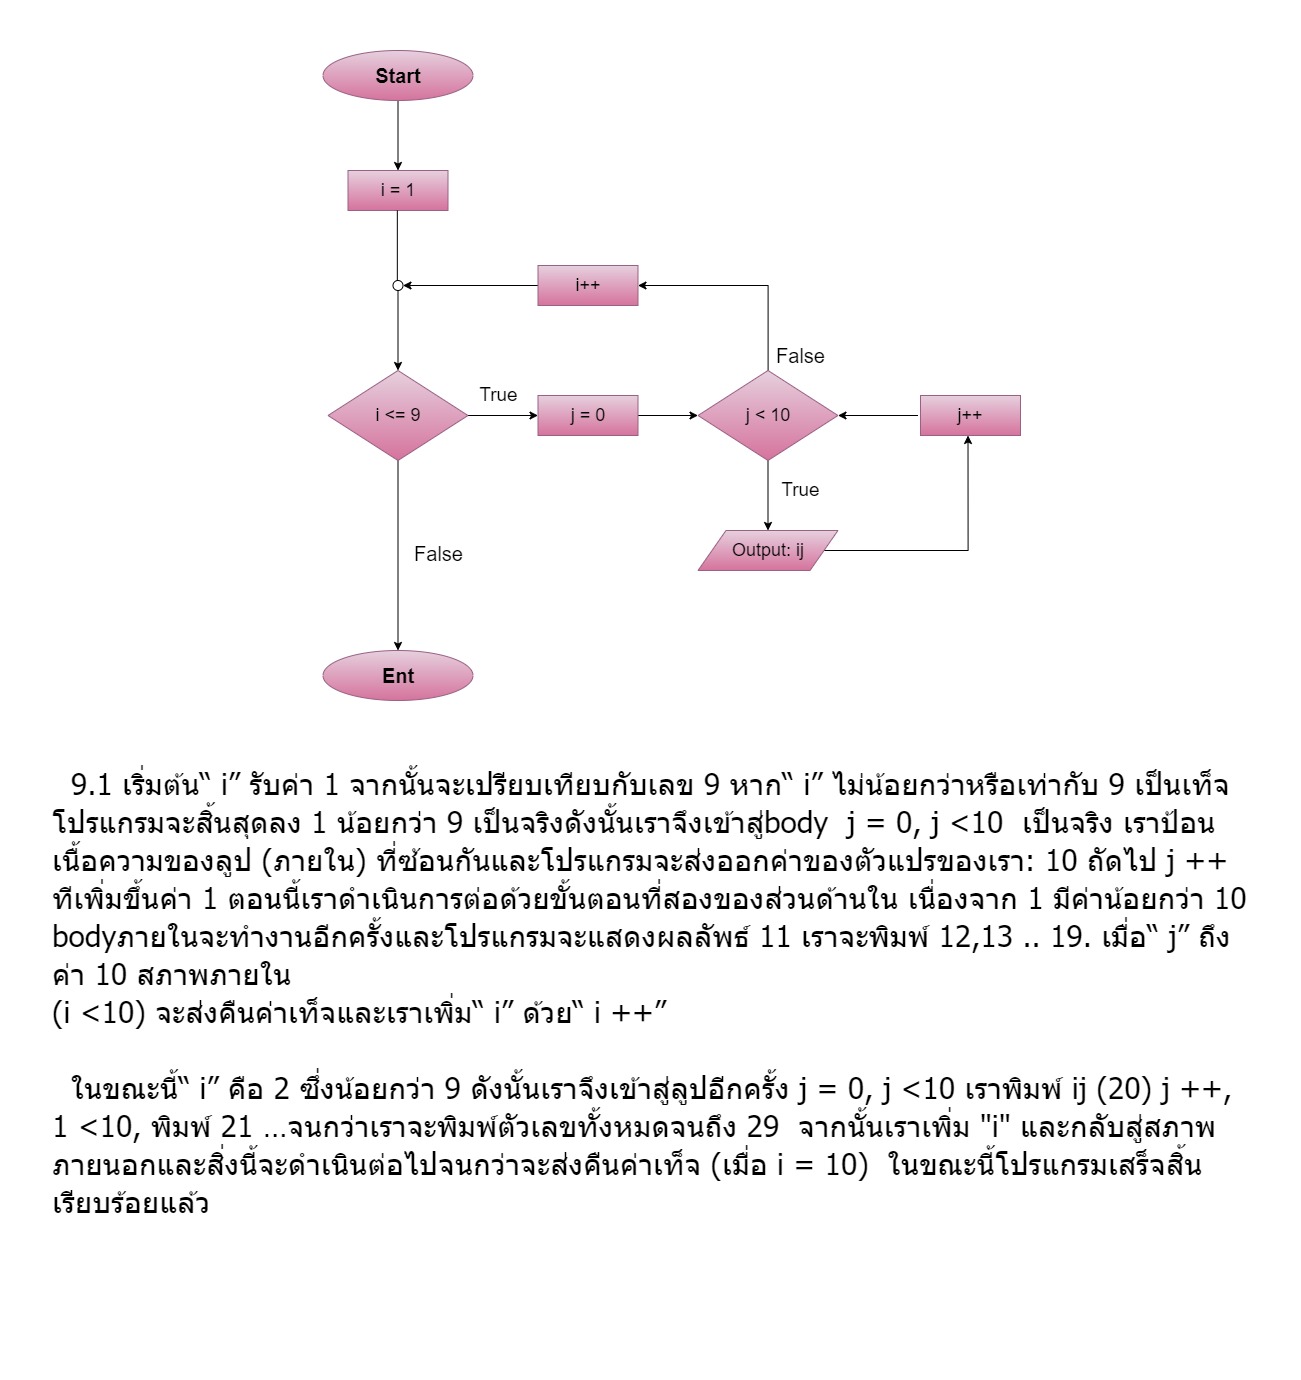 Start
i = 1
i++
False
True
i <= 9
j = 0
j < 10
j++
True
Output: ij
False
Ent
9.1 เริ่มต้น“ i” รับค่า 1 จากนั้นจะเปรียบเทียบกับเลข 9 หาก“ i” ไม่น้อยกว่าหรือเท่ากับ 9 เป็นเท็จ
โปรแกรมจะสิ้นสุดลง 1 น้อยกว่า 9 เป็นจริงดังนั้นเราจึงเข้าสู่body j = 0, j <10 เป็นจริง เราป้อน
เนื้อความของลูป (ภายใน) ที่ซ้อนกันและโปรแกรมจะส่งออกค่าของตัวแปรของเรา: 10 ถัดไป j ++
ทีเพิ่มขึ้นค่า 1 ตอนนี้เราดำเนินการต่อด้วยขั้นตอนที่สองของส่วนด้านใน เนื่องจาก 1 มีค่าน้อยกว่า 10
bodyภายในจะทำงานอีกครั้งและโปรแกรมจะแสดงผลลัพธ์ 11 เราจะพิมพ์ 12,13 .. 19. เมื่อ“ j” ถึง
ค่า 10 สภาพภายใน
(i <10) จะส่งคืนค่าเท็จและเราเพิ่ม“ i” ด้วย“ i ++”
ในขณะนี้“ i” คือ 2 ซึ่งน้อยกว่า 9 ดังนั้นเราจึงเข้าสู่ลูปอีกครั้ง j = 0, j <10 เราพิมพ์ ij (20) j ++,
1 <10, พิมพ์ 21 ...จนกว่าเราจะพิมพ์ตัวเลขทั้งหมดจนถึง 29 จากนั้นเราเพิ่ม "i" และกลับสู่สภาพ
ภายนอกและสิ่งนี้จะดำเนินต่อไปจนกว่าจะส่งคืนค่าเท็จ (เมื่อ i = 10) ในขณะนี้โปรแกรมเสร็จสิ้น
เรียบร้อยแล้ว